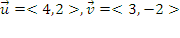 u⃗ =< 4,2 >, v⃗ =< 3, −2 >